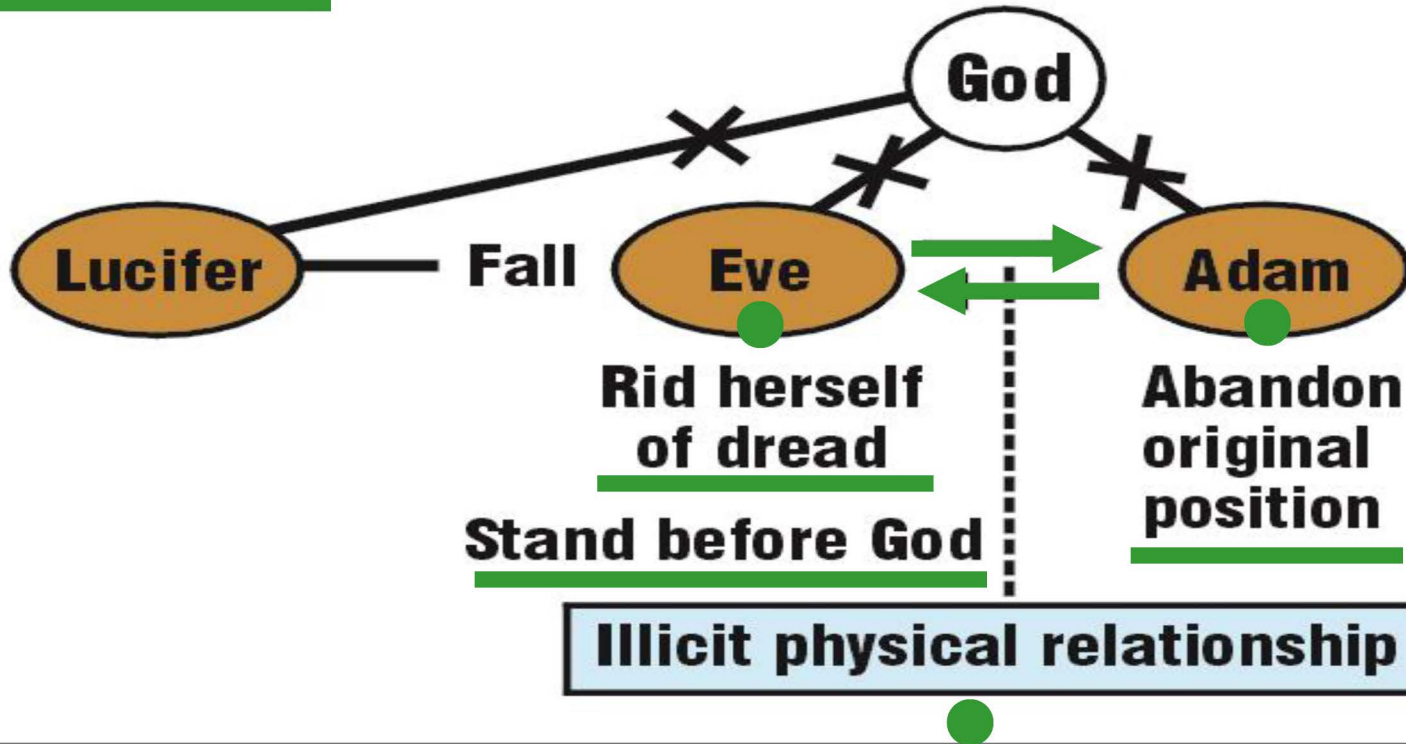 God
Lucifer
Fall
Eve
Adam
Rid herself
of dread
Stand before God
Abandon
original
position
Illicit physical relationship